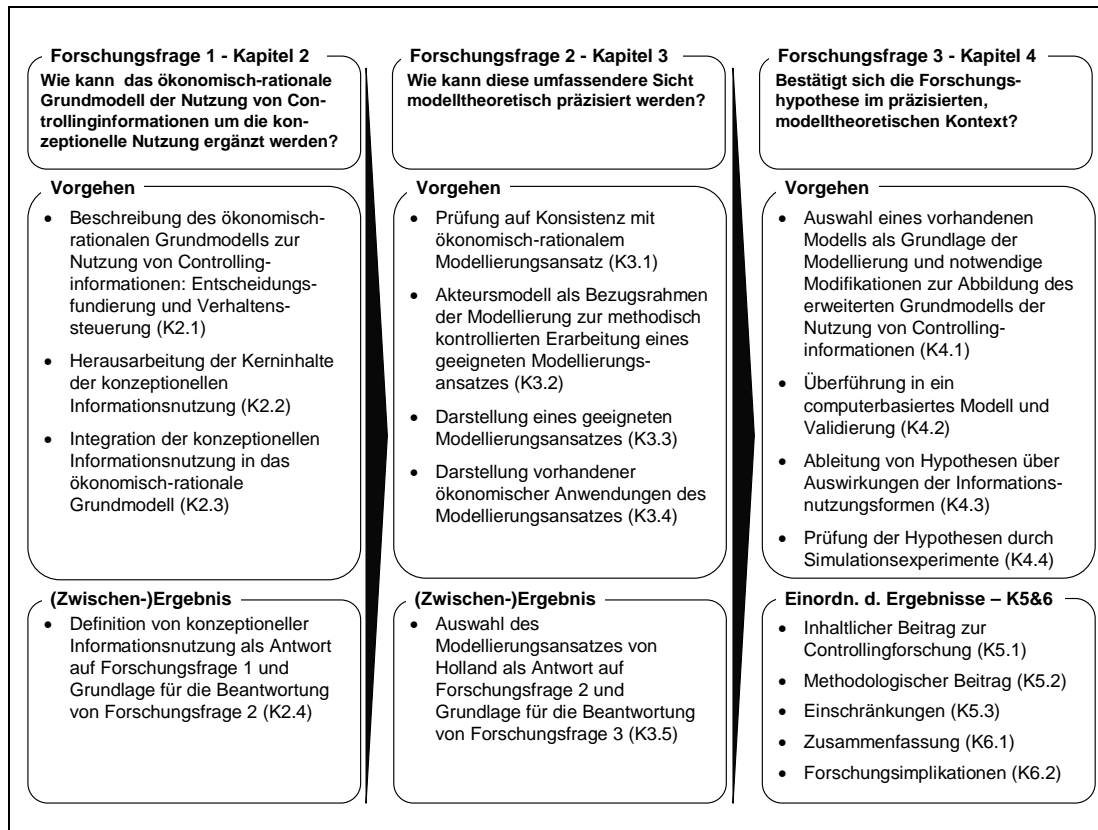 Forschungsfrage 1 - Kapitel 2
Wie kann das ökonomisch-rationale
Grundmodell der Nutzung von Con-
trollinginformationen um die kon-
zeptionelle Nutzung ergänzt werden?
Vorgehen
• Beschreibung des ökonomisch-
rationalen Grundmodells zur
Nutzung von Controlling-
informationen: Entscheidungs-
fundierung und Verhaltens-
steuerung (K2.1)
• Herausarbeitung der Kerninhalte
der konzeptionellen
Informationsnutzung (K2.2)
• Integration der konzeptionellen
Informationsnutzung in das
ökonomisch-rationale
Grundmodell (K2.3)
(Zwischen-)Ergebnis
• Definition von konzeptioneller
Informationsnutzung als Antwort
auf Forschungsfrage 1 und
Grundlage für die Beantwortung
von Forschungsfrage 2 (K2.4)
Forschungsfrage 2 - Kapitel 3
Wie kann diese umfassendere Sicht
modelltheoretisch präzisiert werden?
Vorgehen
• Prüfung auf Konsistenz mit
ökonomisch-rationalem
Modellierungsansatz (K3.1)
• Akteursmodell als Bezugsrahmen
der Modellierung zur methodisch
kontrollierten Erarbeitung eines
geeigneten Modellierungs-
ansatzes (K3.2)
• Darstellung eines geeigneten
Modellierungsansatzes (K3.3)
• Darstellung vorhandener
ökonomischer Anwendungen des
Modellierungsansatzes (K3.4)
(Zwischen-)Ergebnis
• Auswahl des
Modellierungsansatzes von
Holland als Antwort auf
Forschungsfrage 2 und
Grundlage für die Beantwortung
von Forschungsfrage 3 (K3.5)
Forschungsfrage 3 - Kapitel 4
Bestätigt sich die Forschungs-
hypothese im präzisierten,
modelltheoretischen Kontext?
Vorgehen
• Auswahl eines vorhandenen
Modells als Grundlage der
Modellierung und notwendige
Modifikationen zur Abbildung des
erweiterten Grundmodells der
Nutzung von Controlling-
informationen (K4.1)
• Überführung in ein
computerbasiertes Modell und
Validierung (K4.2)
• Ableitung von Hypothesen über
Auswirkungen der Informations-
nutzungsformen (K4.3)
• Prüfung der Hypothesen durch
Simulationsexperimente (K4.4)
Einordn. d. Ergebnisse – K5&6
• Inhaltlicher Beitrag zur
Controllingforschung (K5.1)
• Methodologischer Beitrag (K5.2)
• Einschränkungen (K5.3)
• Zusammenfassung (K6.1)
• Forschungsimplikationen (K6.2)